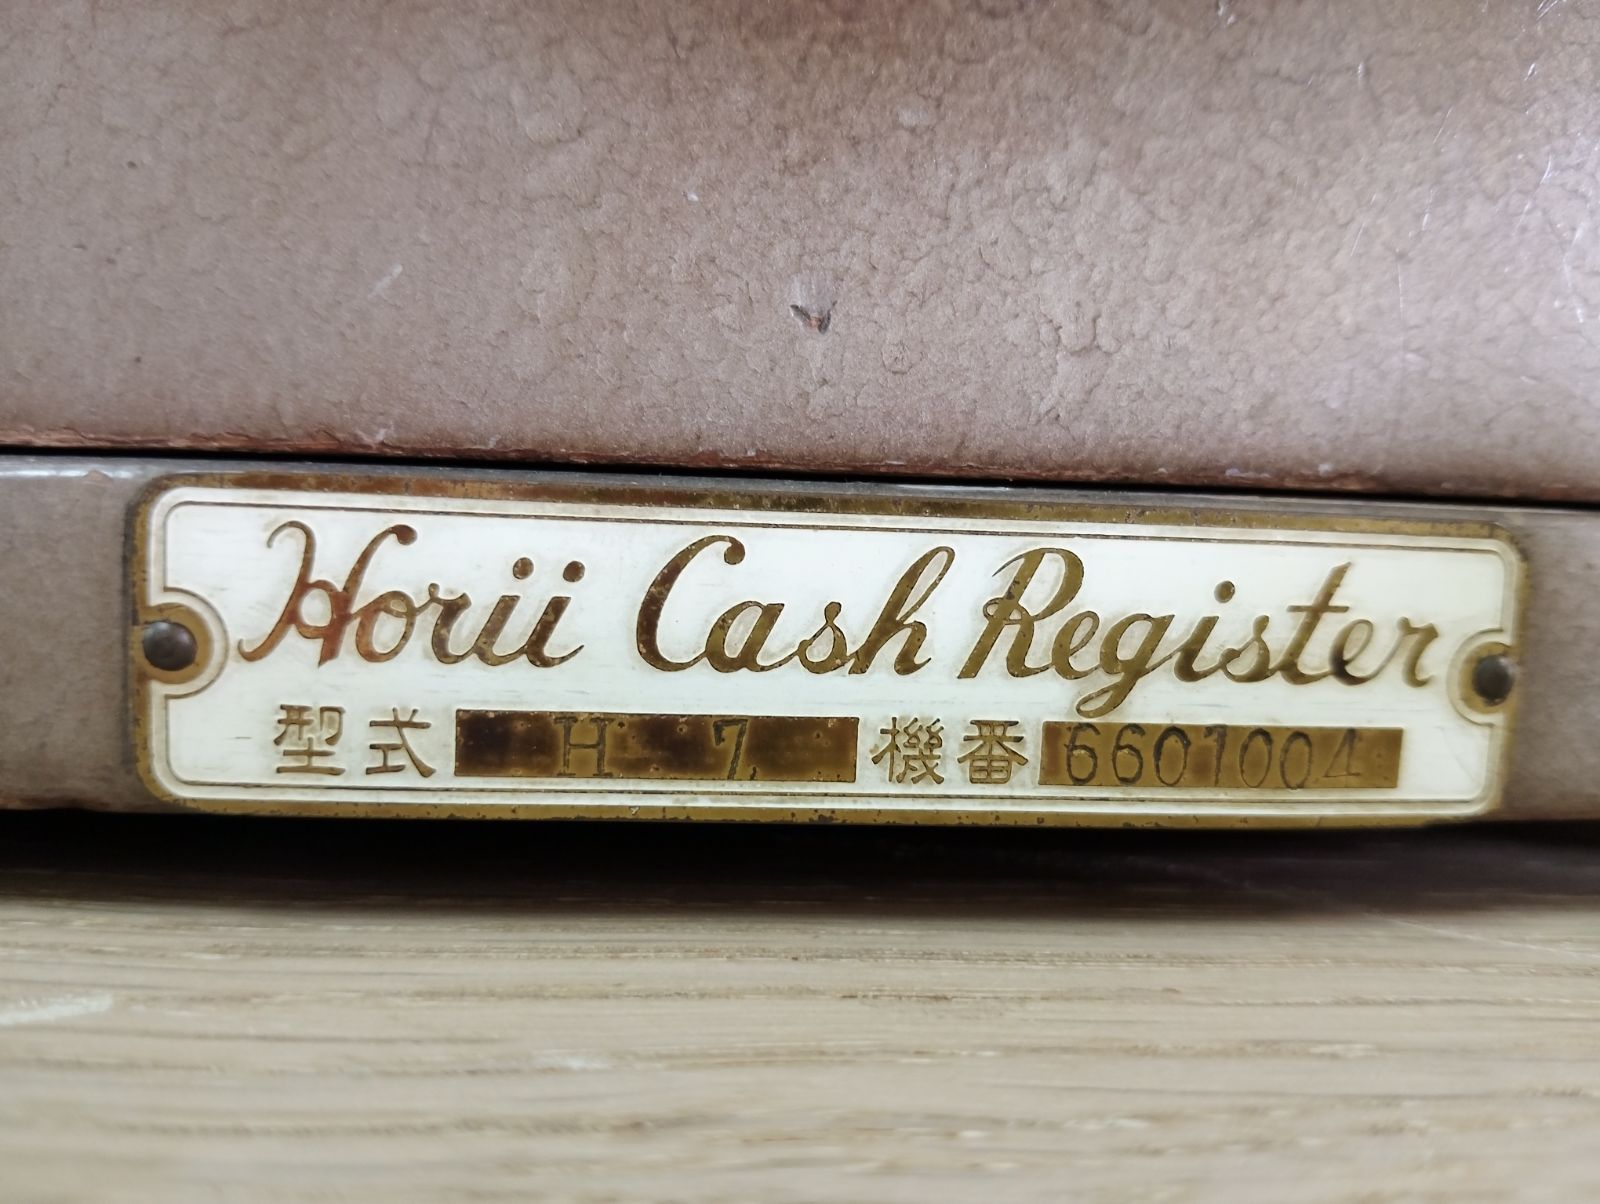 Horii Cash Register
型式 H 7 機番 6601004